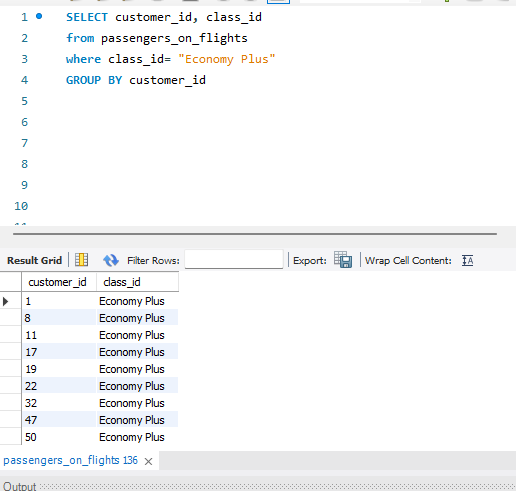 1 SELECT customer_id, class_id
2 from passengers_on_flights
3 where class_id= "Economy Plus"
4 GROUP BY customer_id
5
6
7
8
9
10
Result Grid Filter Rows: Export: Wrap Cell Content:
customer_id class_id
1 Economy Plus
8 Economy Plus
11 Economy Plus
17 Economy Plus
19 Economy Plus
22 Economy Plus
32 Economy Plus
47 Economy Plus
50 Economy Plus
passengers_on_flights 136
Output